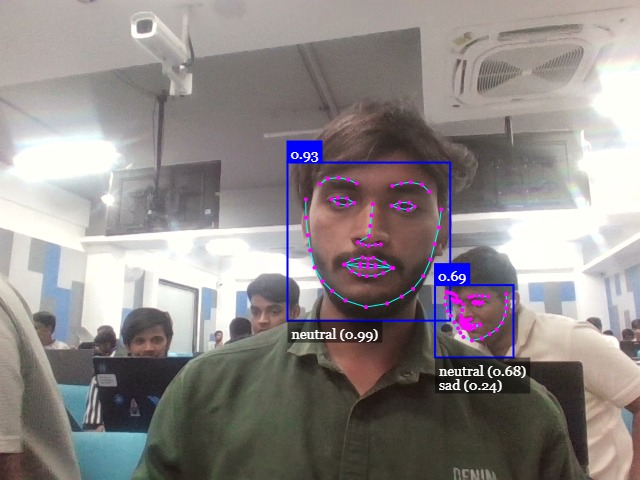 0.93
0.69
neutral (0.99)
neutral (0.68)
sad (0.24)
DENIM